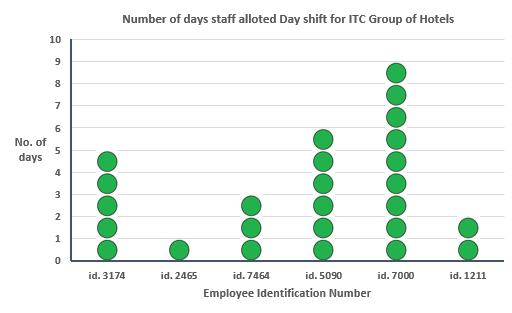 Number of days staff alloted Day shift for ITC Group of Hotels
10
9
8
7
6
5
4
3
2
1
0
No. of
days
id. 3174 id. 2465 id. 7464 id. 5090 id. 7000 id. 1211
Employee Identification Number